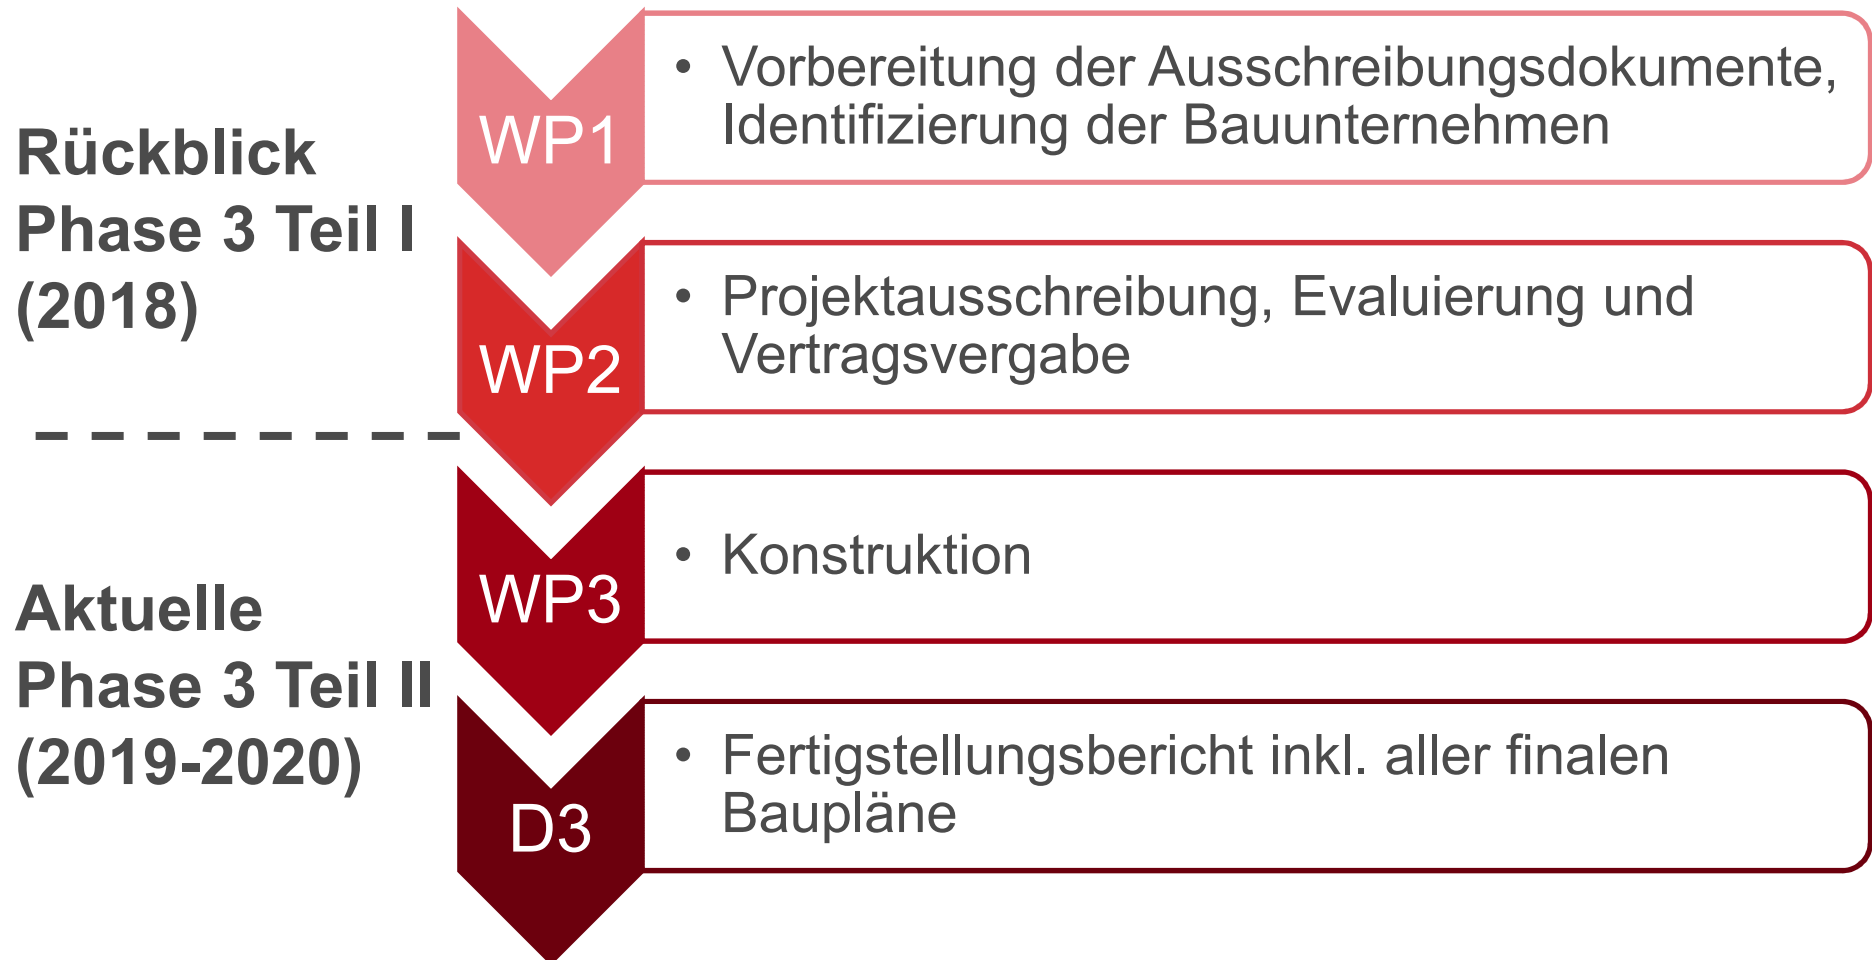 Rückblick
Phase 3 Teil I
(2018)
WP1
• Vorbereitung der Ausschreibungsdokumente,
Identifizierung der Bauunternehmen
WP2
• Projektausschreibung, Evaluierung und
Vertragsvergabe
Aktuelle
Phase 3 Teil II
(2019-2020)
WP3
• Konstruktion
D3
• Fertigstellungsbericht inkl. aller finalen
Baupläne